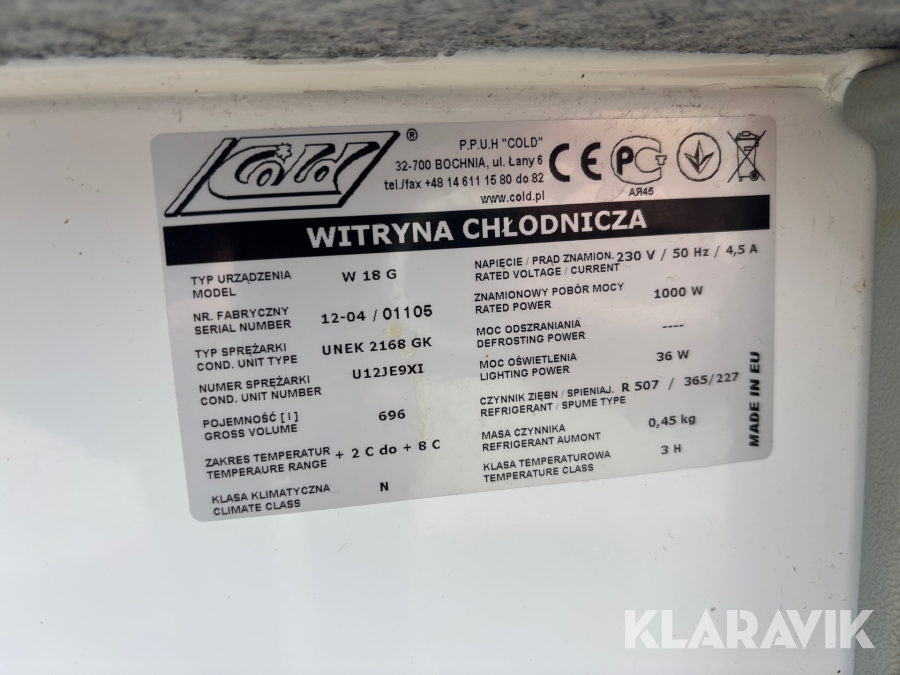 Cold ®
P.P.U.H "COLD"
32-700 BOCHNIA, ul. Łany 6
tel./fax +48 14 611 15 80 do 82
www.cold.pl
CE PCT
АЯ45
WITRYNA CHŁODNICZA
TYP URZĄDZENIA
MODEL
W 18 G
NR. FABRYCZNY
SERIAL NUMBER
12-04 / 01105
TYP SPRĘŻARKI
COND. UNIT TYPE
UNEK 2168 GK
NUMER SPRĘŻARKI
COND. UNIT NUMBER
U12JE9XI
POJEMNOŚĆ [l]
GROSS VOLUME
696
ZAKRES TEMPERATUR
TEMPERAURE RANGE
+ 2 C do + 8 C
KLASA KLIMATYCZNA
CLIMATE CLASS
N
NAPIĘCIE / PRĄD ZNAMION.
RATED VOLTAGE / CURRENT
230 V / 50 Hz / 4,5 A
ZNAMIONOWY POBÓR MOCY
RATED POWER
1000 W
MOC ODSZRANIANIA
DEFROSTING POWER
----
MOC OŚWIETLENIA
LIGHTING POWER
36 W
CZYNNIK ZIĘBN / SPIENIAJ.
REFRIGERANT / SPUME TYPE
R 507 / 365/227
MASA CZYNNIKA
REFRIGERANT AUMONT
0,45 kg
KLASA TEMPERATUROWA
TEMPERATURE CLASS
3 H
MADE IN EU
KLARAVIK